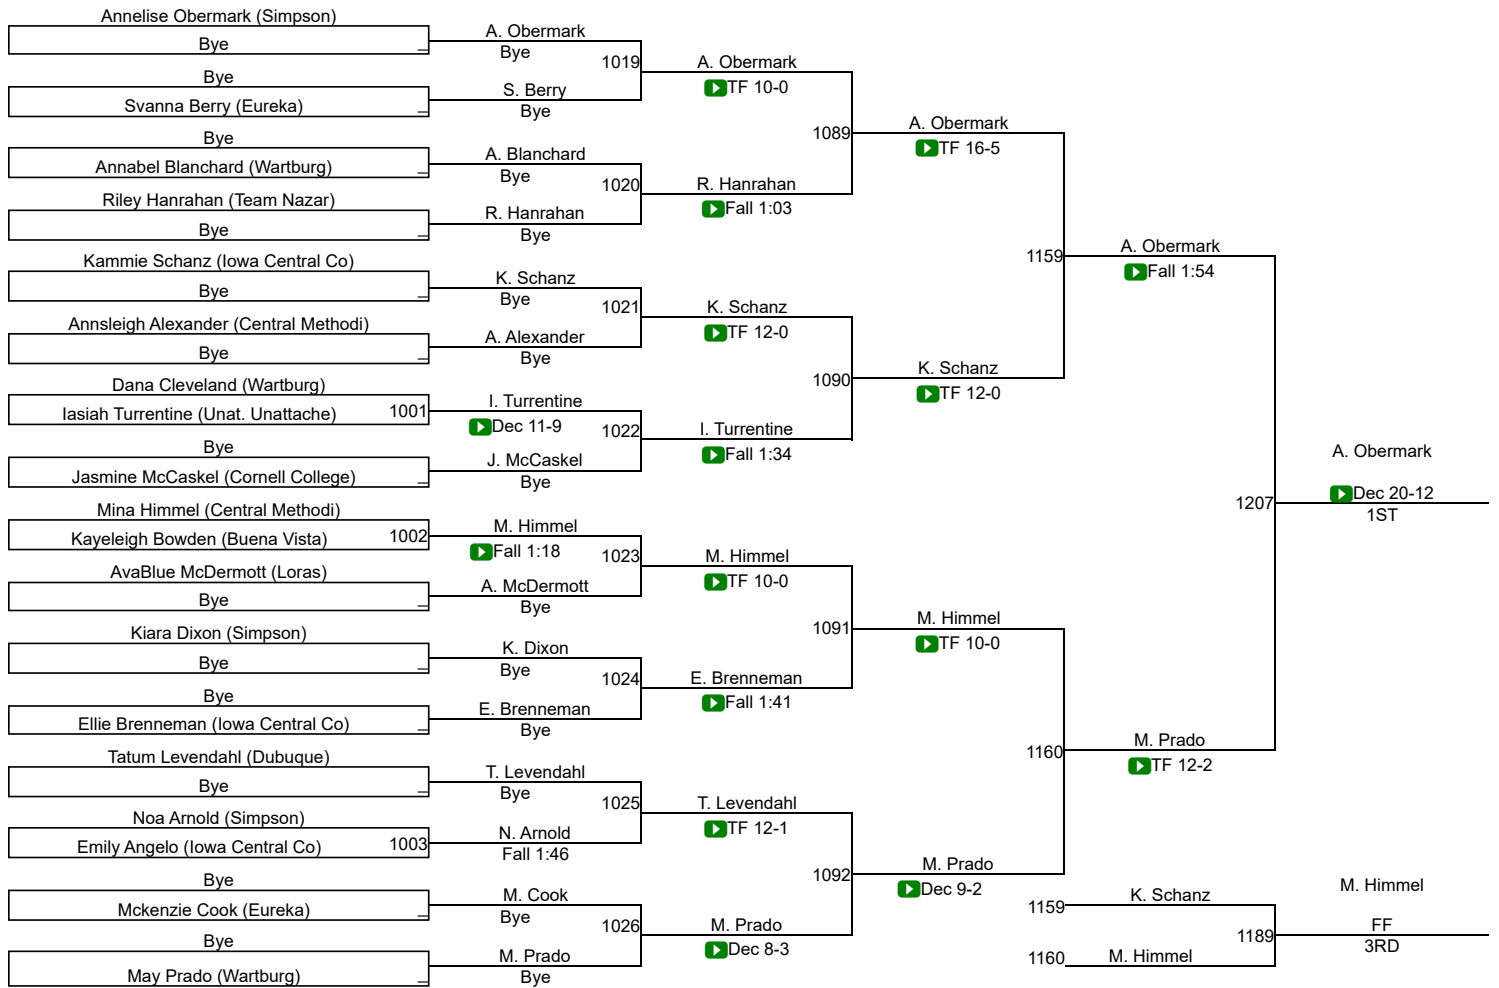 Annelise Obermark (Simpson)
Bye
Bye
Svanna Berry (Eureka)
Bye
Annabel Blanchard (Wartburg)
Riley Hanrahan (Team Nazar)
Bye
Kammie Schanz (Iowa Central Co)
Bye
Annsleigh Alexander (Central Methodi)
Bye
Dana Cleveland (Wartburg)
Iasiah Turrentine (Unat. Unattache)
1001
Bye
Jasmine McCaskel (Cornell College)
Mina Himmel (Central Methodi)
Kayeleigh Bowden (Buena Vista)
1002
AvaBlue McDermott (Loras)
Bye
Kiara Dixon (Simpson)
Bye
Bye
Ellie Brenneman (Iowa Central Co)
Tatum Levendahl (Dubuque)
Bye
Noa Arnold (Simpson)
Emily Angelo (Iowa Central Co)
1003
Bye
Mckenzie Cook (Eureka)
Bye
May Prado (Wartburg)
A. Obermark
Bye
1019
S. Berry
Bye
A. Blanchard
Bye
1020
R. Hanrahan
Bye
K. Schanz
Bye
1021
A. Alexander
Bye
I. Turrentine
Dec 11-9
1022
J. McCaskel
Bye
M. Himmel
Fall 1:18
1023
A. McDermott
Bye
K. Dixon
Bye
1024
E. Brenneman
Bye
T. Levendahl
Bye
1025
N. Arnold
Fall 1:46
M. Cook
Bye
1026
M. Prado
Bye
A. Obermark
TF 10-0
1089
R. Hanrahan
Fall 1:03
K. Schanz
TF 12-0
1090
I. Turrentine
Fall 1:34
M. Himmel
TF 10-0
1091
E. Brenneman
Fall 1:41
T. Levendahl
TF 12-1
1092
M. Prado
Dec 8-3
A. Obermark
TF 16-5
1159
K. Schanz
TF 12-0
M. Himmel
TF 10-0
1160
M. Prado
Dec 9-2
A. Obermark
Fall 1:54
1207
M. Prado
TF 12-2
A. Obermark
Dec 20-12
1ST
1159
K. Schanz
1189
1160
M. Himmel
M. Himmel
FF
3RD